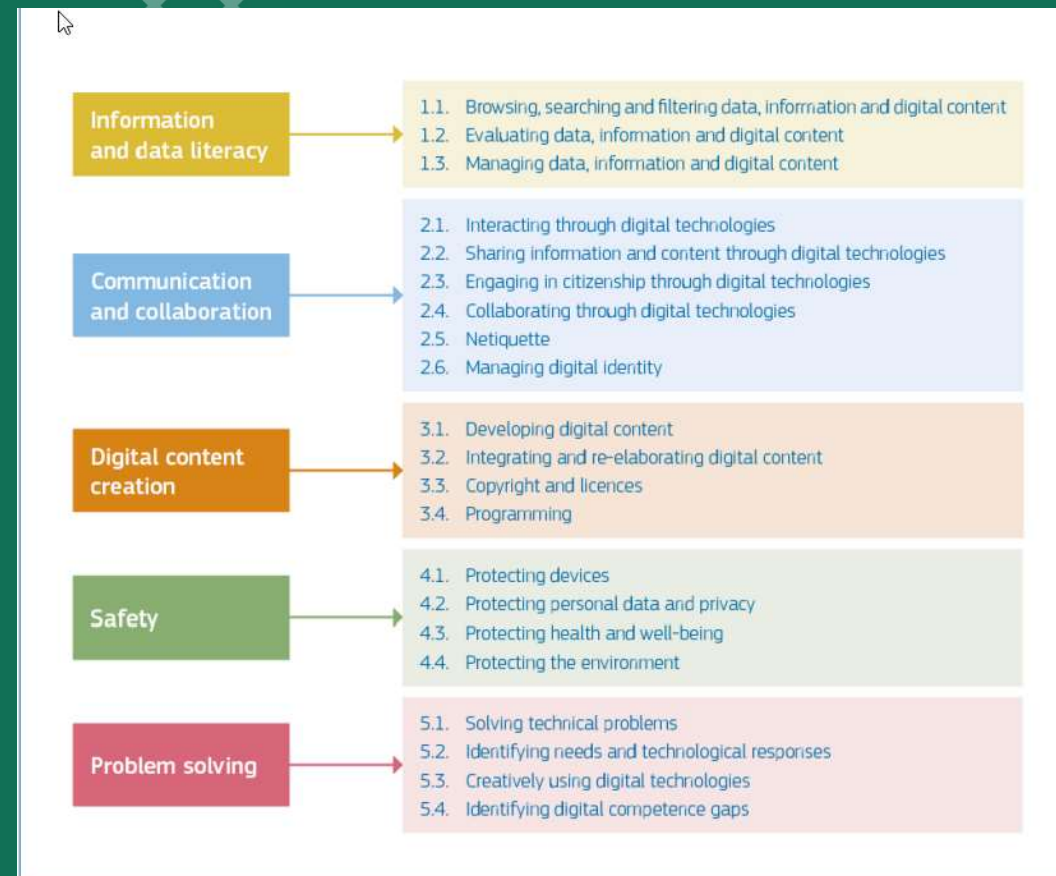 Information
and data literacy
1.1. Browsing, searching and filtering data, information and digital content
1.2. Evaluating data, information and digital content
1.3. Managing data, information and digital content
Communication
and collaboration
2.1. Interacting through digital technologies
2.2. Sharing information and content through digital technologies
2.3. Engaging in citizenship through digital technologies
2.4. Collaborating through digital technologies
2.5. Netiquette
2.6. Managing digital identity
Digital content
creation
3.1. Developing digital content
3.2. Integrating and re-elaborating digital content
3.3. Copyright and licences
3.4. Programming
Safety
4.1. Protecting devices
4.2. Protecting personal data and privacy
4.3. Protecting health and well-being
4.4. Protecting the environment
Problem solving
5.1. Solving technical problems
5.2. Identifying needs and technological responses
5.3. Creatively using digital technologies
5.4. Identifying digital competence gaps